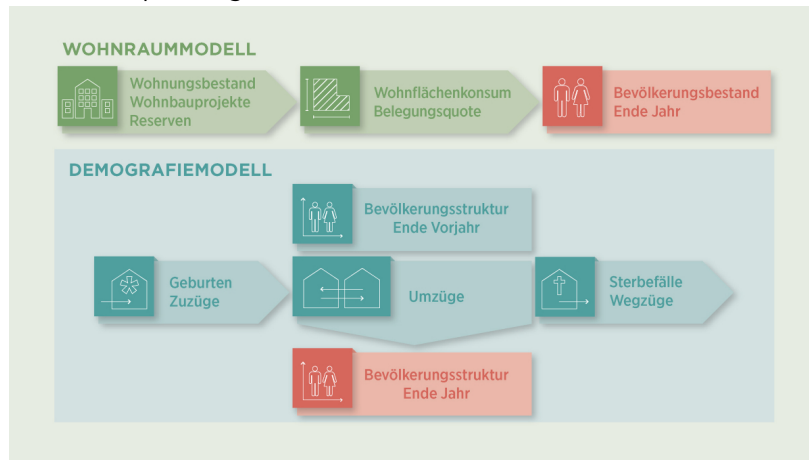 WOHNRAUMMODELL
Wohnungsbestand
Wohnbauprojekte
Reserven
Wohnflächenkonsum
Belegungsquote
Bevölkerungsbestand
Ende Jahr
DEMOGRAFIEMODELL
Bevölkerungsstruktur
Ende Vorjahr
Geburten
Zuzüge
Umzüge
Sterbefälle
Wegzüge
Bevölkerungsstruktur
Ende Jahr